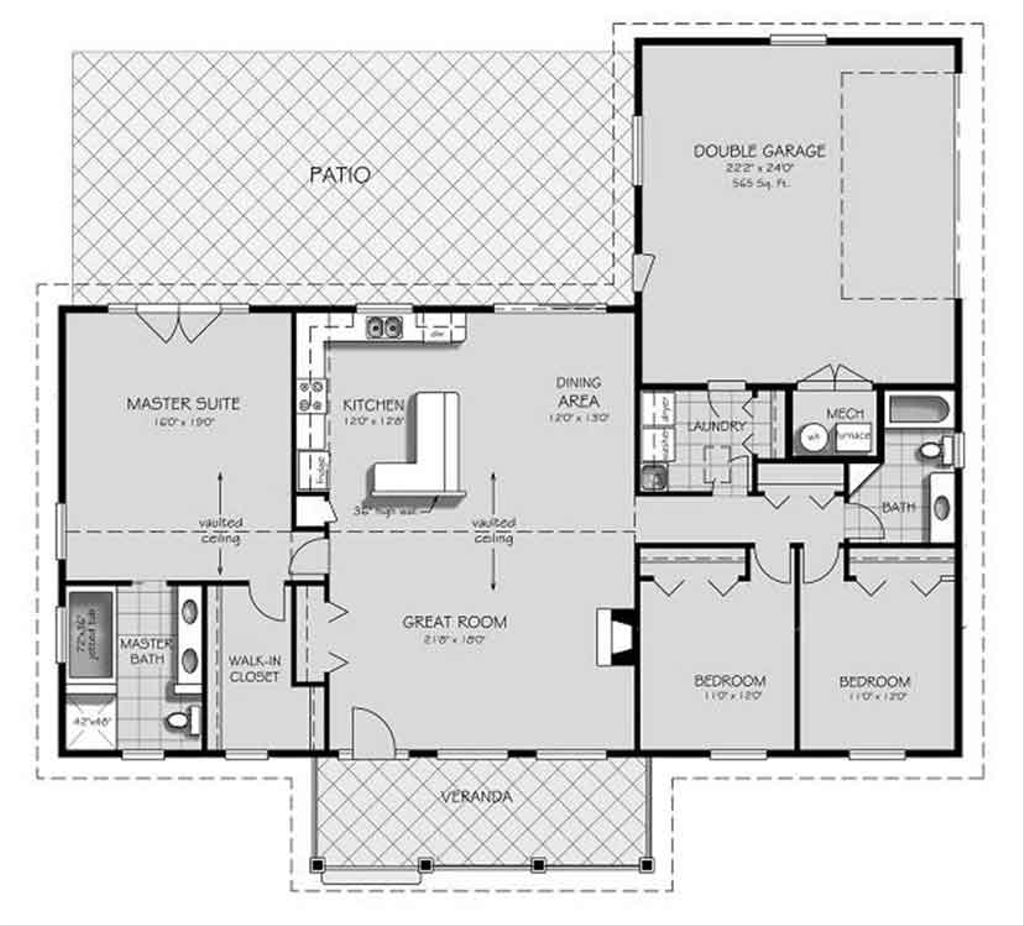 PATIO
DOUBLE GARAGE
22'2" x 24'0"
565 Sq. Ft.
MASTER SUITE
16'0" x 19'0"
KITCHEN
12'0" x 12'8"
DINING
AREA
12'0" x 13'0"
dw
fridge
36" high wall
LAUNDRY
dryer
washer
MECH
wh
furnace
BATH
vaulted
ceiling
vaulted
ceiling
GREAT ROOM
21'8" x 18'0"
72"x36"
jetted tub
MASTER
BATH
42"x48"
WALK-IN
CLOSET
BEDROOM
11'0" x 12'0"
BEDROOM
11'0" x 12'0"
VERANDA